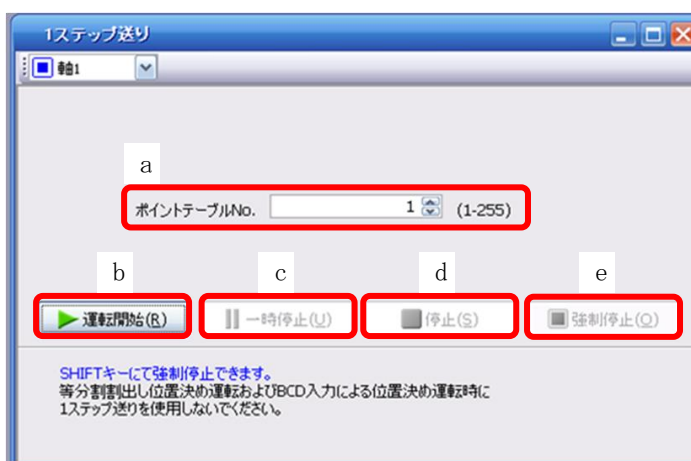 1ステップ送り
軸1
a
ポイントテーブルNo. 1 (1-255)
b c d e
運転開始(R) 一時停止(U) 停止(S) 強制停止(O)
SHIFTキーにて強制停止できます。
等分割割出し位置決め運転およびBCD入力による位置決め運転時に
1ステップ送りを使用しないでください。